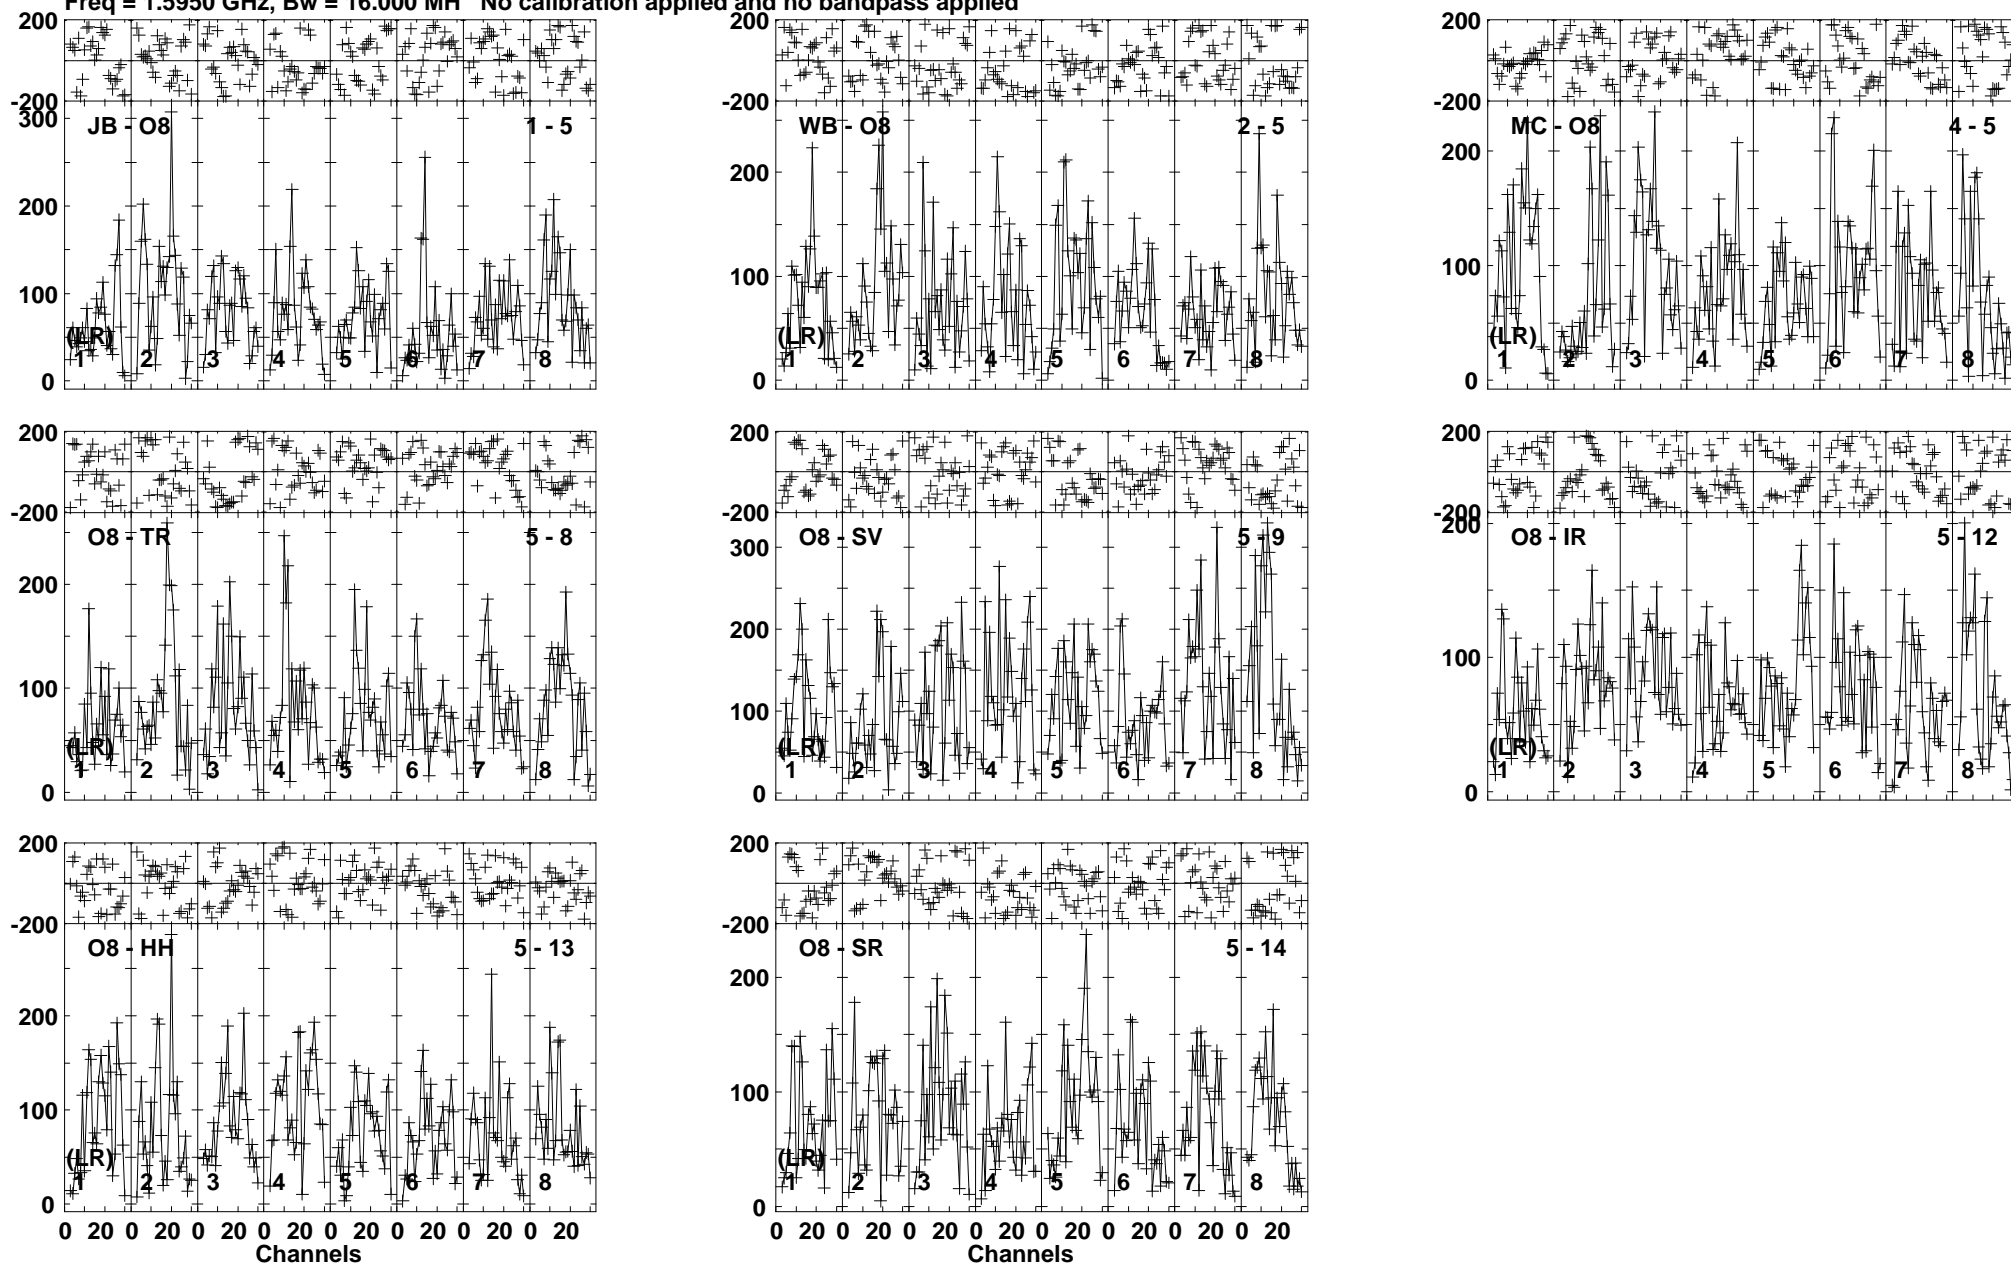 Freq = 1.5950 GHz, Bw = 16.000 MH No calibration applied and no bandpass applied
200 200 200
-200 -200 -200
JB - O8 1 - 5 WB - O8 2 - 5 MC - O8 4 - 5
300
200 200 200
100 100 100
(LR) (LR) (LR)
1 2 3 4 5 6 7 8 1 2 3 4 5 6 7 8 1 2 3 4 5 6 7 8
0 0 0
200 200 200
-200 -200 -200
O8 - TR 5 - 8 O8 - SV 5 - 9 O8 - IR 5 - 12
200 300 200
100 200 100
100
(LR) (LR) (LR)
1 2 3 4 5 6 7 8 1 2 3 4 5 6 7 8 1 2 3 4 5 6 7 8
0 0 0
200 200
-200 -200
O8 - HH 5 - 13 O8 - SR 5 - 14
200 200
100 100
(LR) (LR)
1 2 3 4 5 6 7 8 1 2 3 4 5 6 7 8
0 0
0 20 0 20 0 20 0 20 0 20 0 20 0 20 0 20 0 20 0 20 0 20 0 20 0 20 0 20 0 20 0 20
Channels Channels